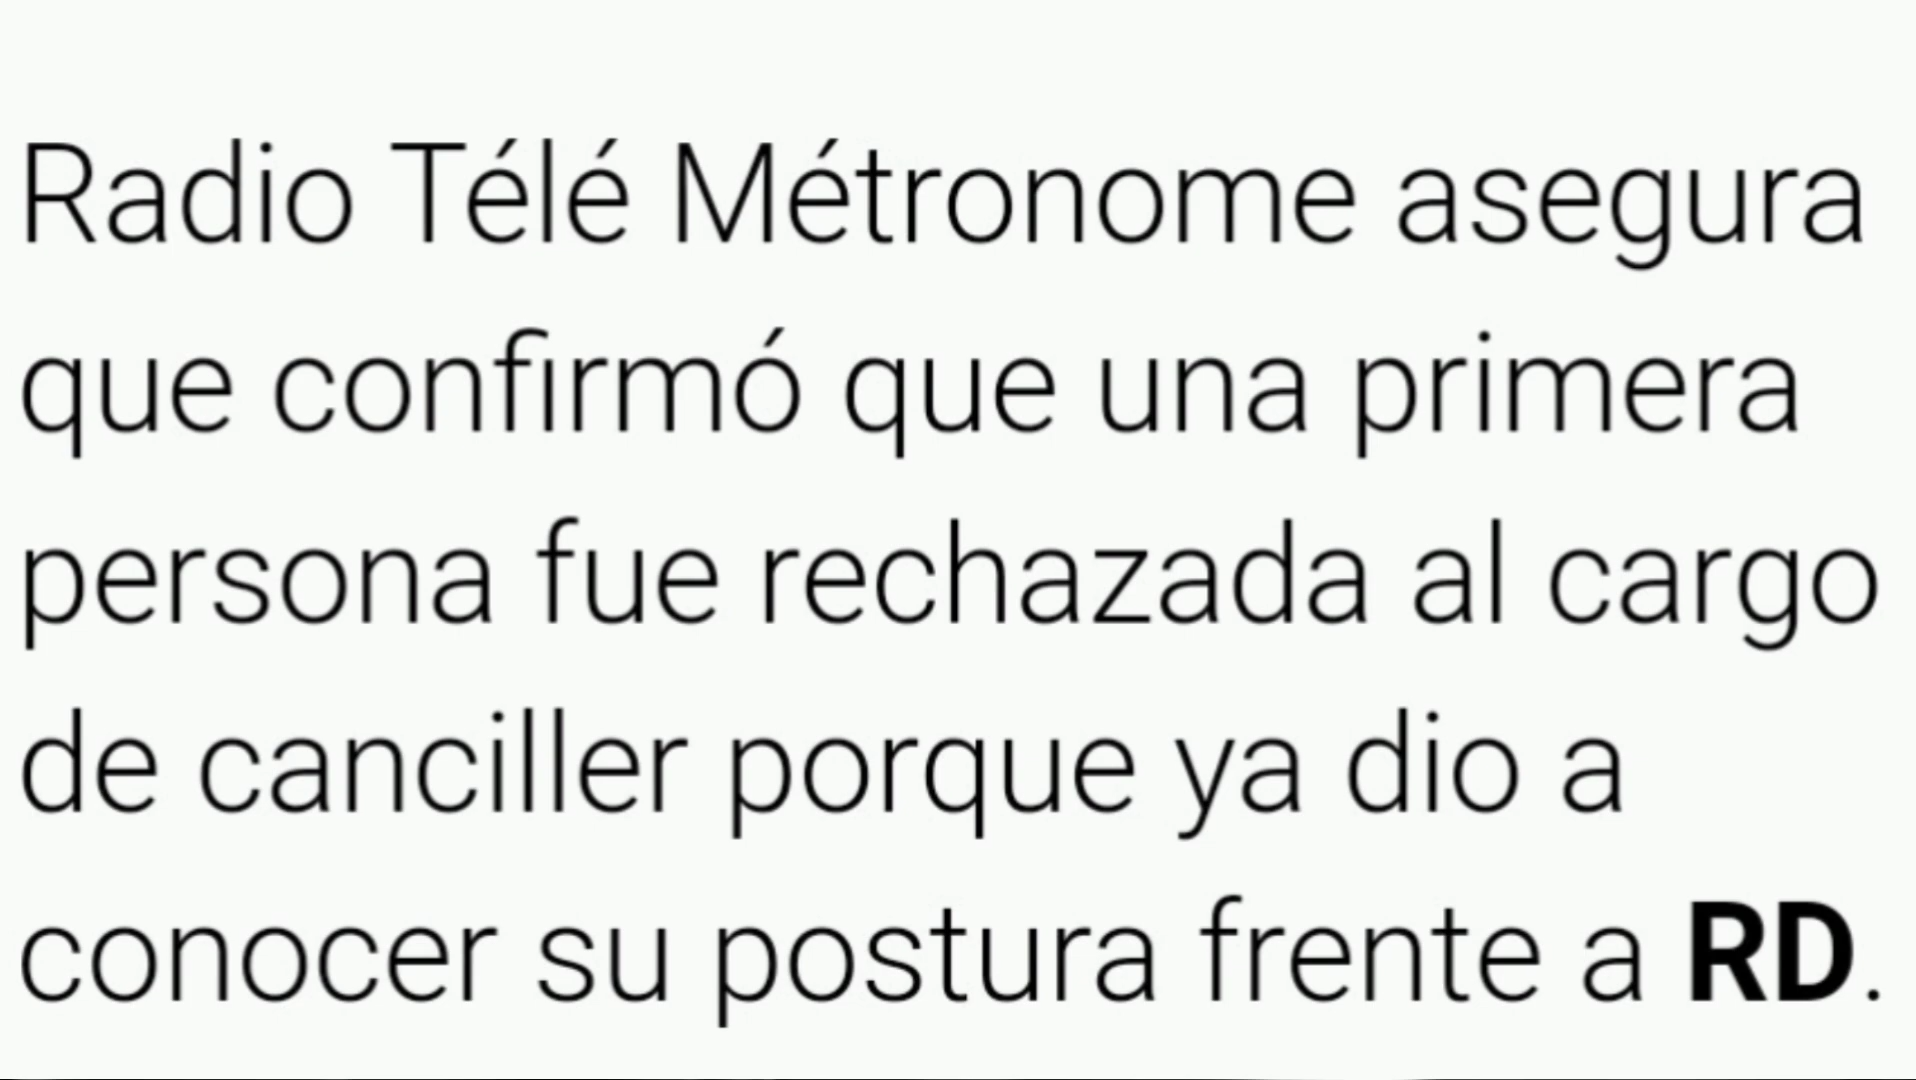 Radio Télé Métronome asegura
que confirmó que una primera
persona fue rechazada al cargo
de canciller porque ya dio a
conocer su postura frente a RD.